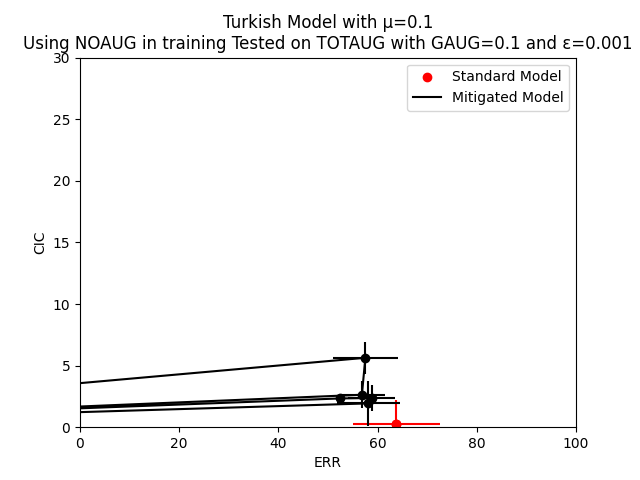 Turkish Model with μ=0.1
Using NOAUG in training Tested on TOTAUG with GAUG=0.1 and ε=0.001
Standard Model
Mitigated Model
CIC
30
25
20
15
10
5
0
0 20 40 60 80 100
ERR